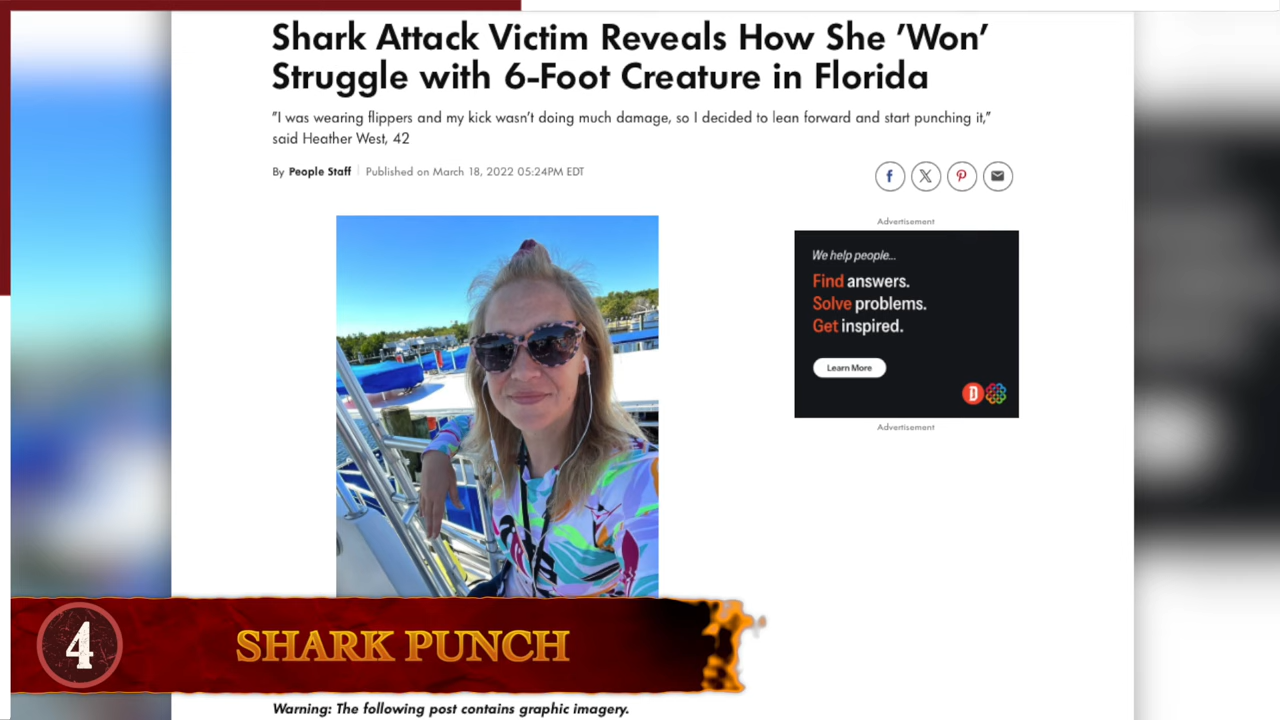 Shark Attack Victim Reveals How She ’Won’
Struggle with 6-Foot Creature in Florida
"I was wearing flippers and my kick wasn't doing much damage, so I decided to lean forward and start punching it,"
said Heather West, 42
By People Staff | Published on March 18, 2022 05:24PM EDT
Advertisement
We help people...
Find answers.
Solve problems.
Get inspired.
Learn More
D
Advertisement
4
SHARK PUNCH
Warning: The following post contains graphic imagery.